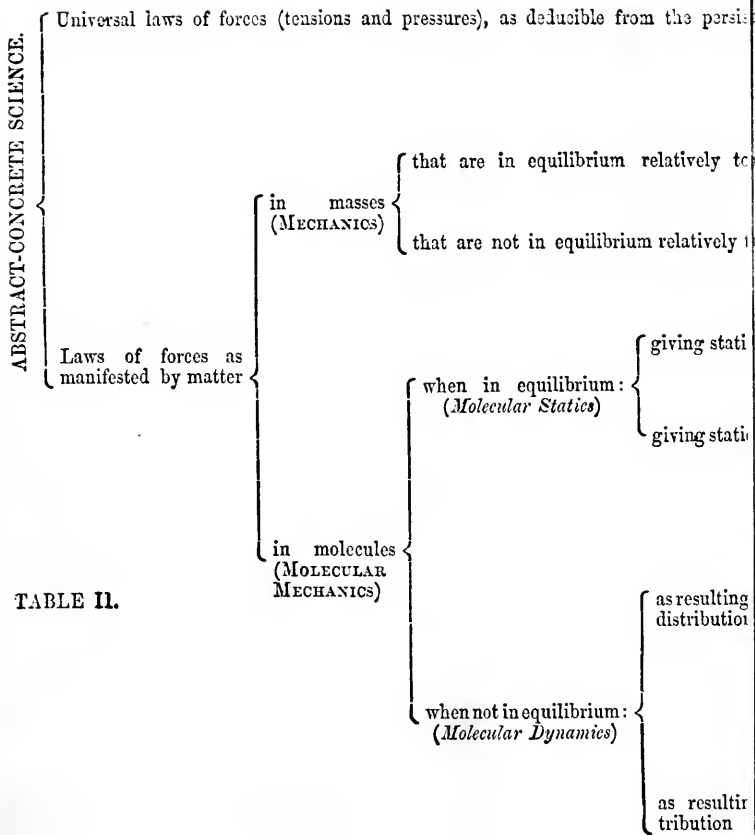 ABSTRACT-CONCRETE SCIENCE.
Universal laws of forces (tensions and pressures), as deducible from the
in masses
(MECHANICS)
that are in equilibrium relatively
that are not in equilibrium relatively
Laws of forces as
manifested by matter
when in equilibrium:
(Molecular Statics)
giving
giving
in molecules
(MOLECULAR
MECHANICS)
TABLE II.
as resulting
when not in equilibrium:
(Molecular Dynamics)
as
tribution